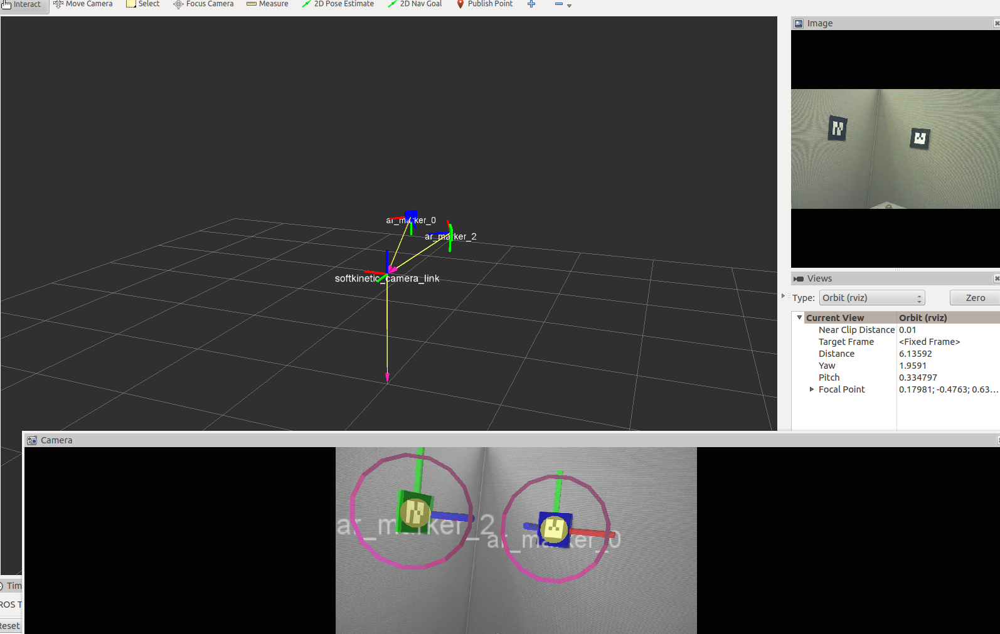 Interact Move Camera Select Focus Camera Measure 2D Pose Estimate 2D Nav Goal Publish Point
Image
ar_marker_0
ar_marker_2
softkinetic_camera_link
Views
Type: Orbit (rviz) Zero
Current View Orbit (rviz)
Near Clip Distance 0.01
Target Frame <Fixed Frame>
Distance 6.13592
Yaw 1.9591
Pitch 0.334797
Focal Point 0.17981; -0.4763; 0.63...
Camera
ar_marker_2
ar_marker_0
Tim
ROS T
Reset